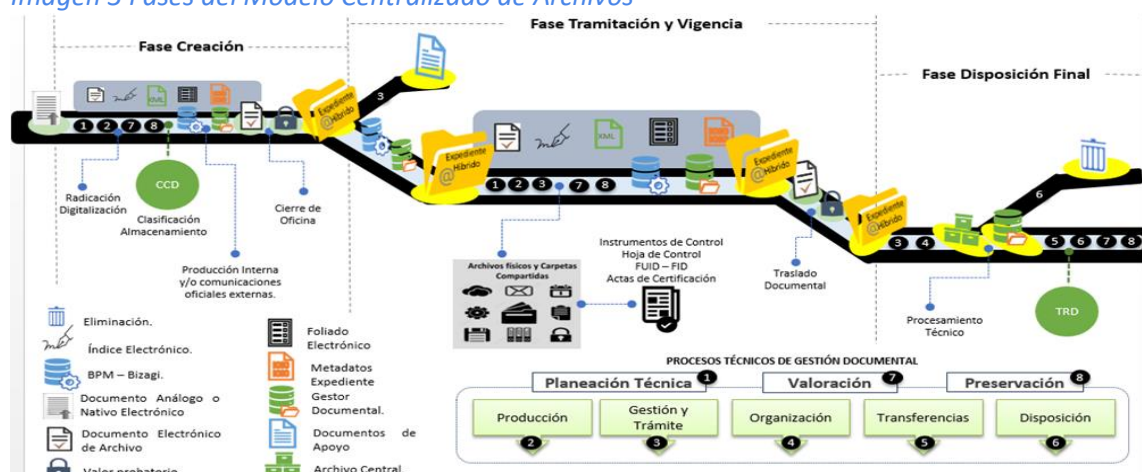 Imagen 3 Fases del Modelo Centralizado de Archivos
Fase Creación
Fase Tramitación y Vigencia
Fase Disposición Final
KML
Expediente
@Híbrido
3
1 2 7 8
Radicación
Digitalización
CCD
Clasificación
Almacenamiento
Cierre de
Oficina
Producción Interna
y/o comunicaciones
oficiales externas.
Expediente
@Híbrido
KML
1 2 3 7 8
Expediente
@Híbrido
Archivos físicos y Carpetas
Compartidas
Instrumentos de Control
Hoja de Control
FUID – FID
Actas de Certificación
Traslado
Documental
Expediente
@Híbrido
3 4
6
5 6 7 8
Procesamiento
Técnico
TRD
Eliminación.
Índice Electrónico.
BPM – Bizagi.
Documento Análogo o
Nativo Electrónico
Documento Electrónico
de Archivo
Valor probatorio
Foliado
Electrónico
Metadatos
Expediente
Gestor
Documental.
Documentos de
Apoyo
Archivo Central
PROCESOS TÉCNICOS DE GESTIÓN DOCUMENTAL
Planeación Técnica 1
Valoración 7
Preservación 8
Producción
2
Gestión y
Trámite
3
Organización
4
Transferencias
5
Disposición
6